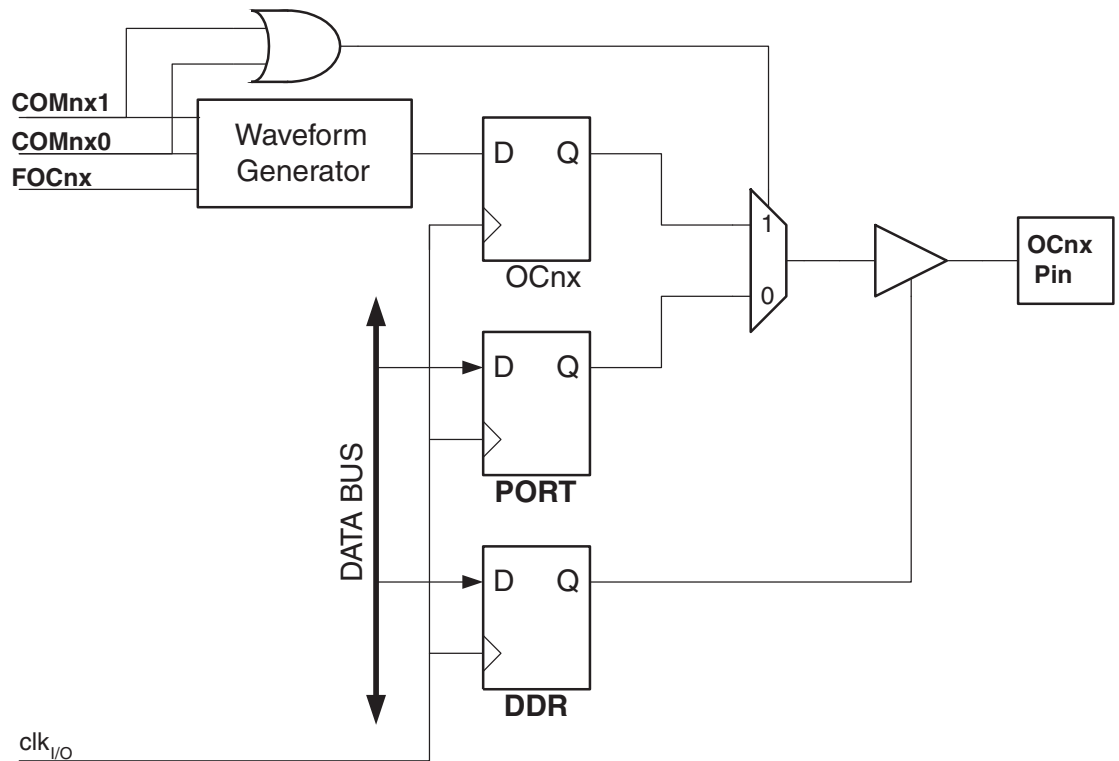 COMnx1
COMnx0
FOCnx
Waveform
Generator
D Q
OCnx
1
0
OCnx
Pin
D Q
PORT
DATA BUS
D Q
DDR
clkI/O